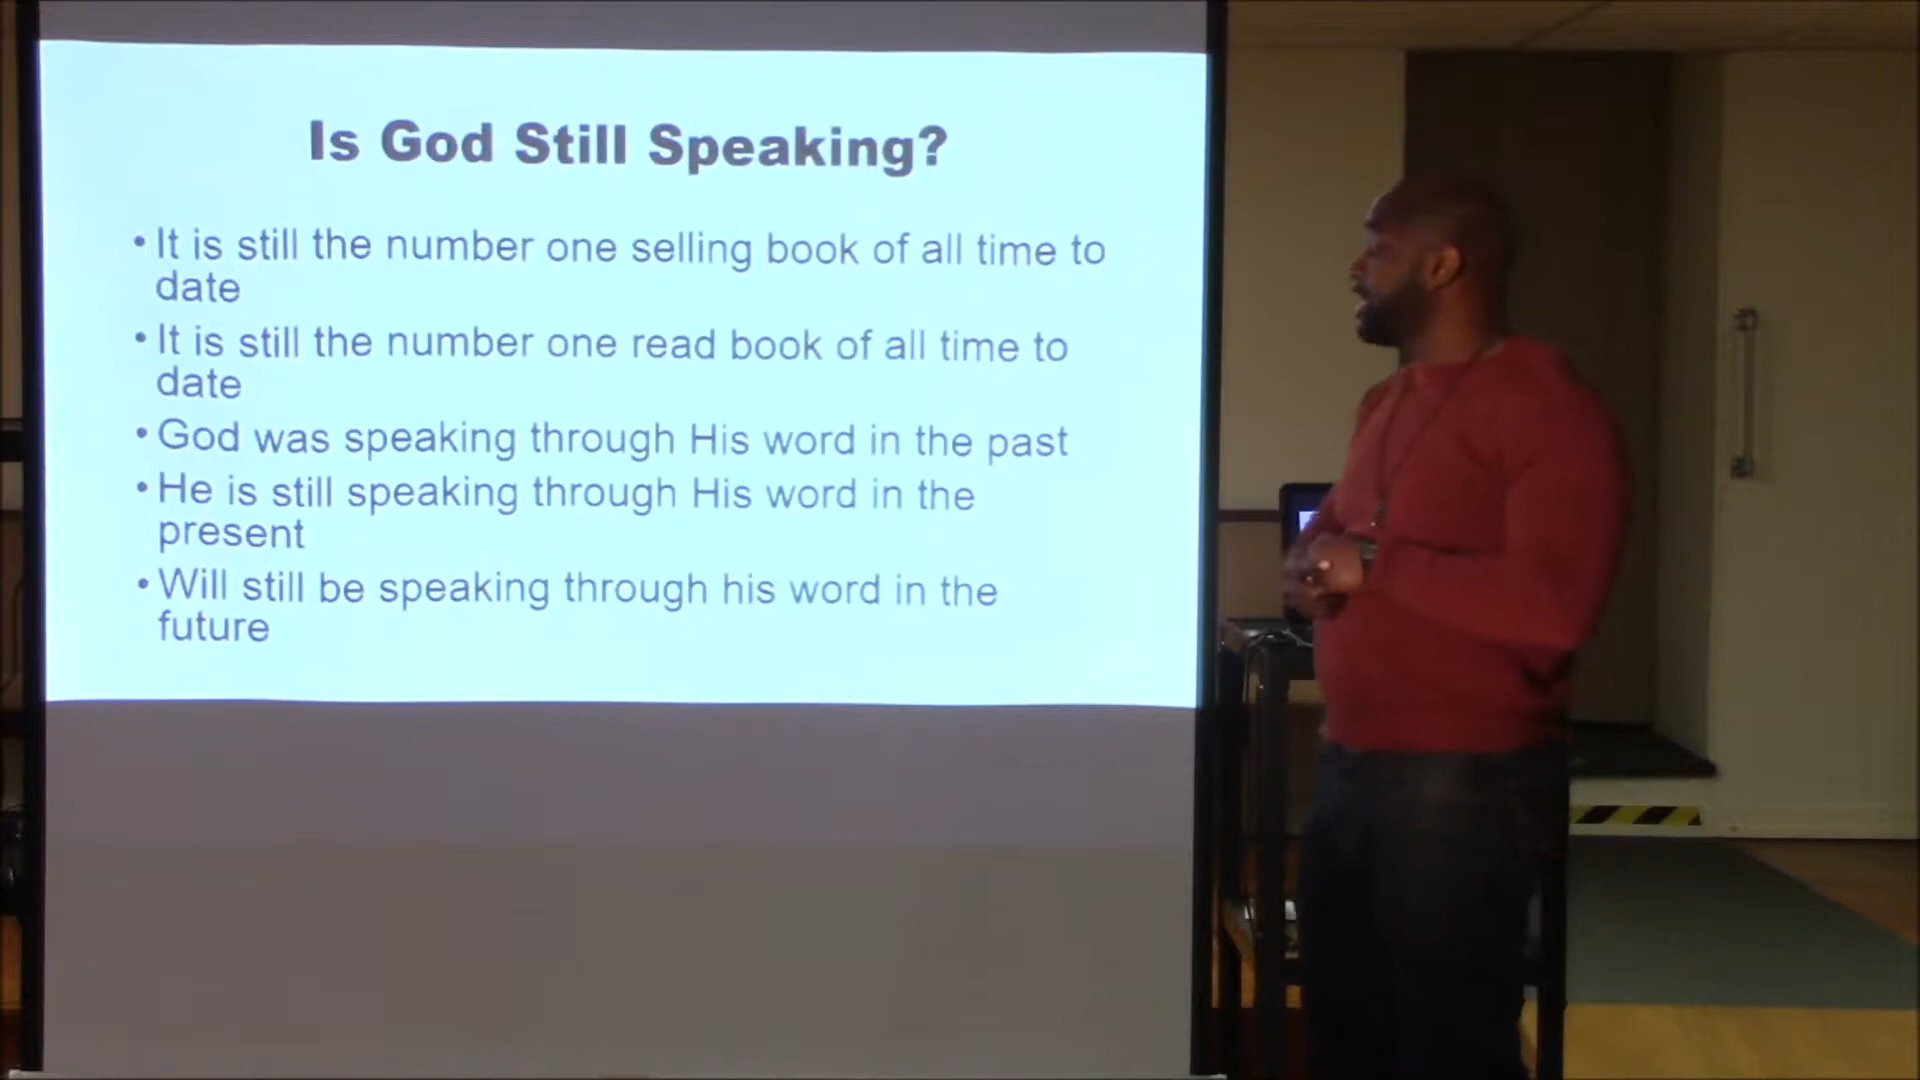 Is God Still Speaking?
• It is still the number one selling book of all time to
date
• It is still the number one read book of all time to
date
• God was speaking through His word in the past
• He is still speaking through His word in the
present
• Will still be speaking through his word in the
future